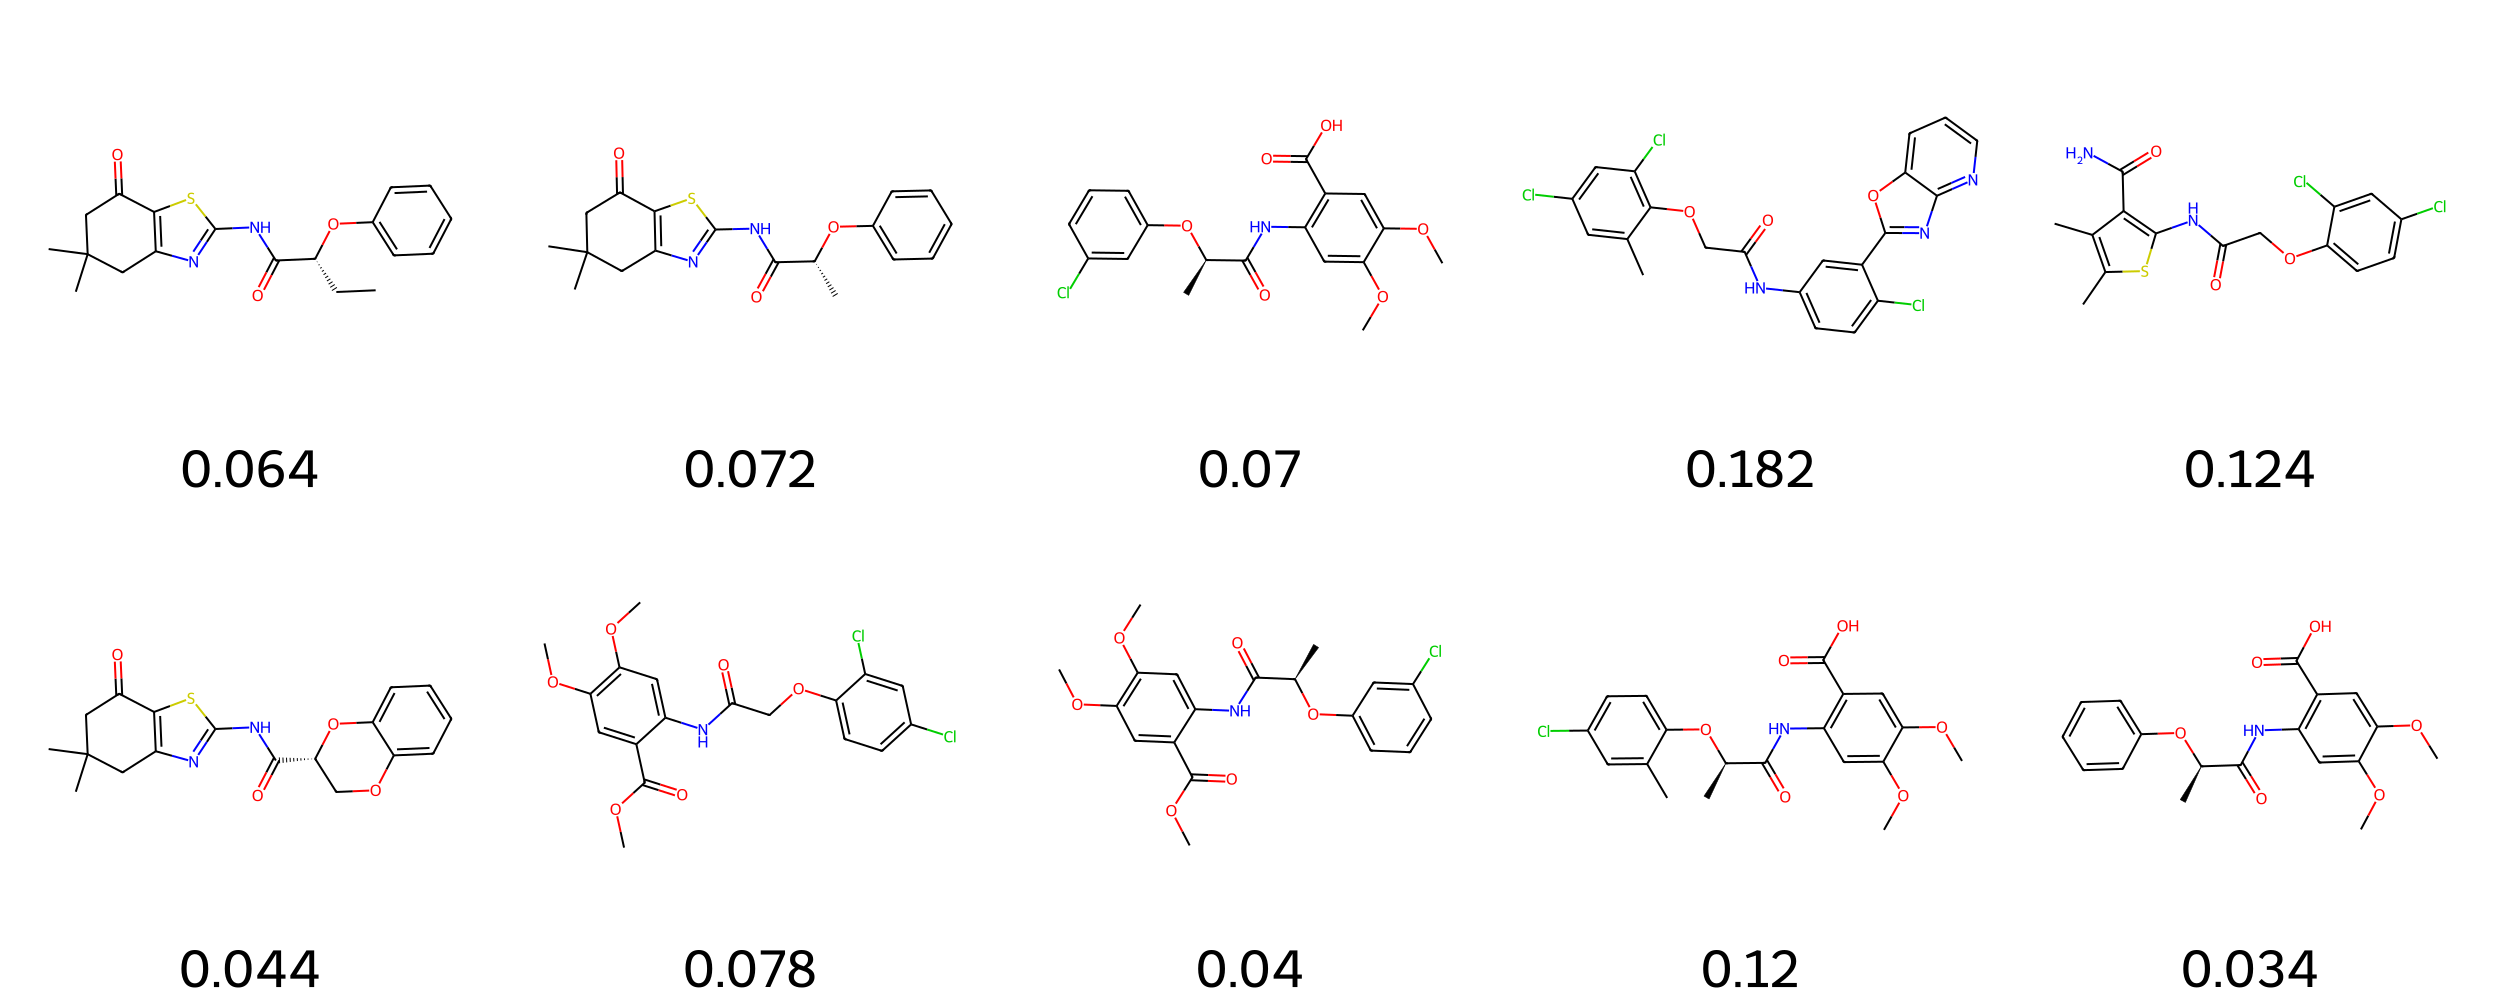 O S N NH O O
O S N NH O O
Cl O HN O O OH O O
Cl Cl O O HN Cl O N N
H2N O S H N O O Cl Cl
0.064 0.072 0.07 0.182 0.124
O S N NH O O O
O O O O N H O O Cl Cl
O O O O NH O O Cl
Cl O HN O O OH O O
O HN O O OH O O
0.044 0.078 0.04 0.12 0.034